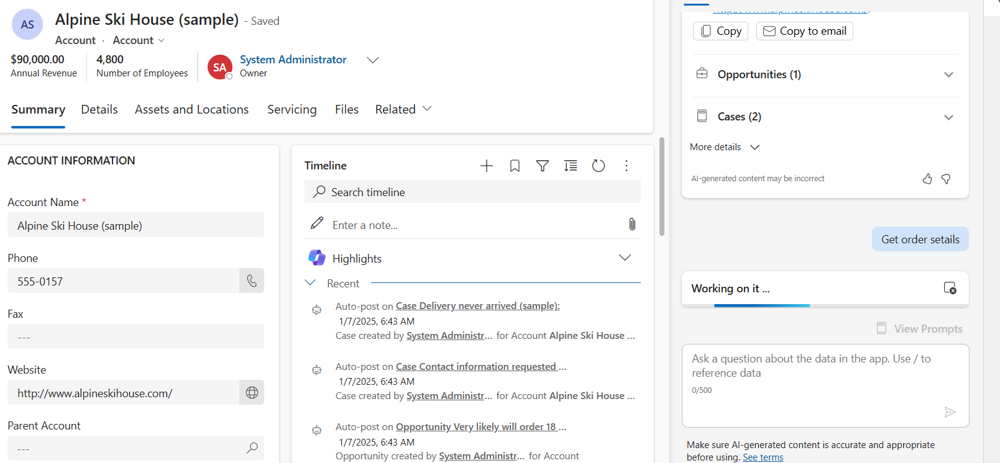 AS
Alpine Ski House (sample) - Saved
Account · Account
$90,000.00
Annual Revenue
4,800
Number of Employees
SA
System Administrator
Owner
Summary Details Assets and Locations Servicing Files Related
ACCOUNT INFORMATION
Account Name *
Alpine Ski House (sample)
Phone
555-0157
Fax
---
Website
http://www.alpineskihouse.com/
Parent Account
---
Timeline
Search timeline
Enter a note...
Highlights
Recent
Auto-post on Case Delivery never arrived (sample):
1/7/2025, 6:43 AM
Case created by System Administr... for Account Alpine Ski House ...
Auto-post on Case Contact information requested ...
1/7/2025, 6:43 AM
Case created by System Administr... for Account Alpine Ski House ...
Auto-post on Opportunity Very likely will order 18 ...
1/7/2025, 6:43 AM
Opportunity created by System Administr... for Account
http://www.alpineskihouse.com/.
Copy
Copy to email
Opportunities (1)
Cases (2)
More details
AI-generated content may be incorrect
Get order setails
Working on it ...
View Prompts
Ask a question about the data in the app. Use / to
reference data
0/500
Make sure AI-generated content is accurate and appropriate
before using. See terms